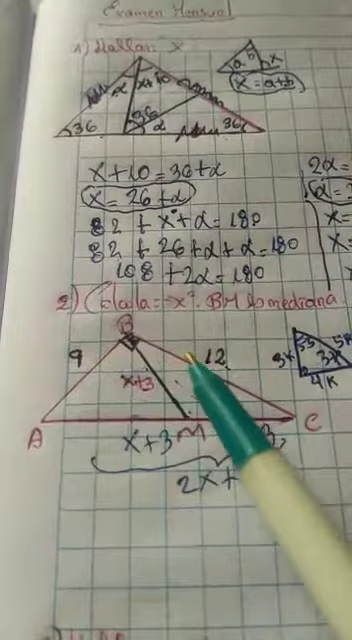 Examen Mensual
1) Hallar: X
a b x
X = a+b
α x+10
36 36 α 36
x+10 = 36+α
x = 26+α
82 + x + α = 180
82 + 26+α+α = 180
108 + 2α = 180
2α =
α =
x =
x =
x
2) Calcula: "x". BM es mediana.
B
9 12
x+3
A M C
x+3
2x+
53 5K
3K 37
4K